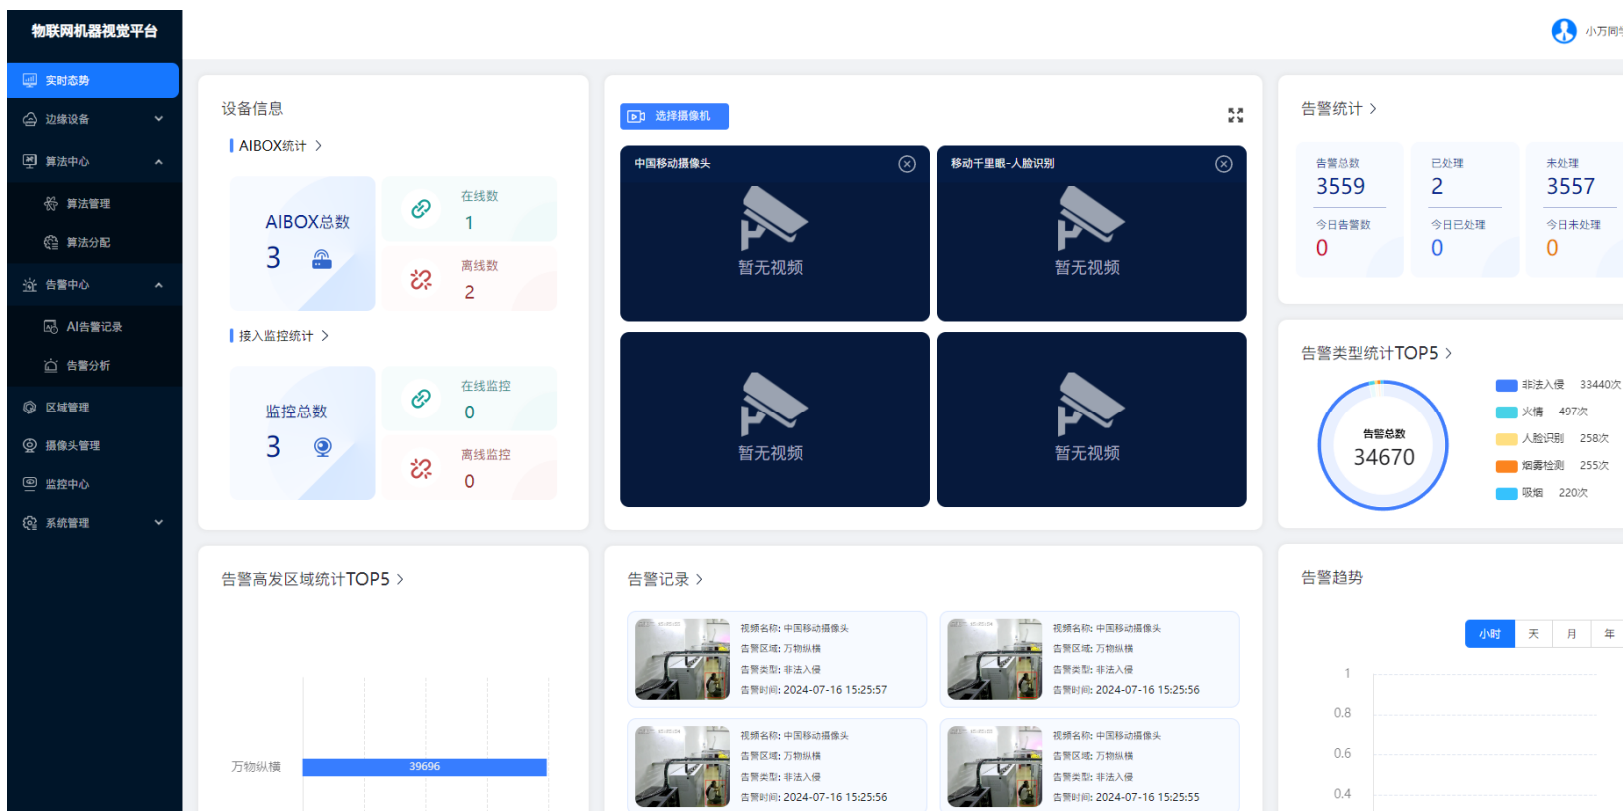 物联网机器视觉平台
小万同学
实时态势
边缘设备
算法中心
算法管理
算法分配
告警中心
AI告警记录
告警分析
区域管理
摄像头管理
监控中心
系统管理
设备信息
AIBOX统计
AIBOX总数
3
在线数
1
离线数
2
接入监控统计
监控总数
3
在线监控
0
离线监控
0
选择摄像机
中国移动摄像头
暂无视频
移动千里眼-人脸识别
暂无视频
暂无视频
暂无视频
告警统计
告警总数
3559
今日告警数
0
已处理
2
今日已处理
0
未处理
3557
今日未处理
0
告警类型统计TOP5
告警总数
34670
非法入侵 33440次
火情 497次
人脸识别 258次
烟雾检测 255次
吸烟 220次
告警高发区域统计TOP5
万物纵横
39696
告警记录
视频名称: 中国移动摄像头
告警区域: 万物纵横
告警类型: 非法入侵
告警时间: 2024-07-16 15:25:57
视频名称: 中国移动摄像头
告警区域: 万物纵横
告警类型: 非法入侵
告警时间: 2024-07-16 15:25:56
视频名称: 中国移动摄像头
告警区域: 万物纵横
告警类型: 非法入侵
告警时间: 2024-07-16 15:25:56
视频名称: 中国移动摄像头
告警区域: 万物纵横
告警类型: 非法入侵
告警时间: 2024-07-16 15:25:55
告警趋势
小时 天 月 年
1
0.8
0.6
0.4